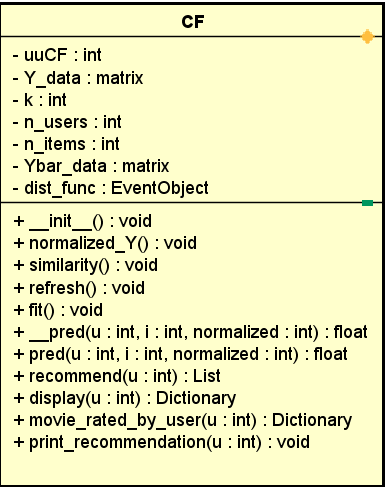 CF
- uuCF : int
- Y_data : matrix
- k : int
- n_users : int
- n_items : int
- Ybar_data : matrix
- dist_func : EventObject
+ __init__() : void
+ normalized_Y() : void
+ similarity() : void
+ refresh() : void
+ fit() : void
+ __pred(u : int, i : int, normalized : int) : float
+ pred(u : int, i : int, normalized : int) : float
+ recommend(u : int) : List
+ display(u : int) : Dictionary
+ movie_rated_by_user(u : int) : Dictionary
+ print_recommendation(u : int) : void